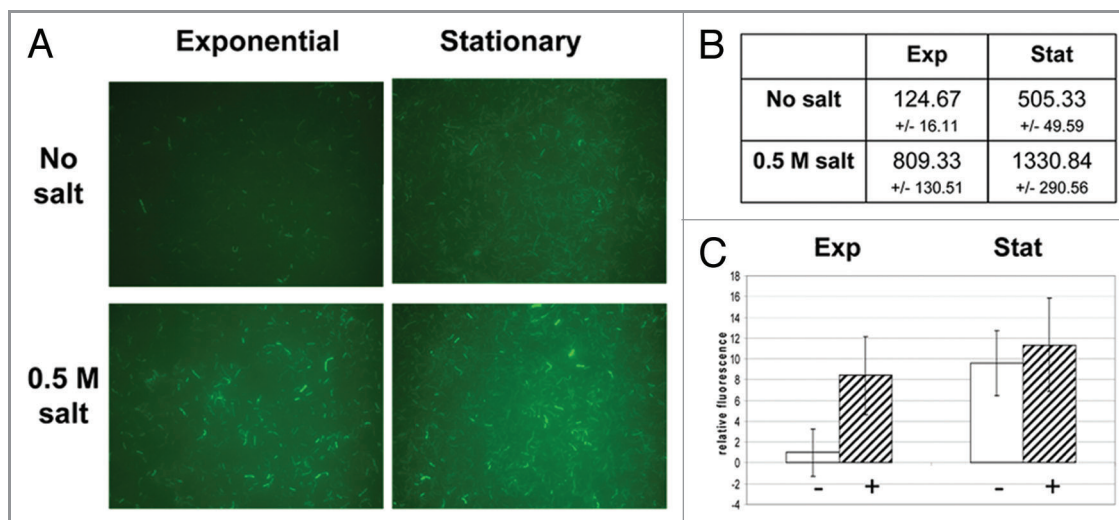 A
Exponential Stationary
No
salt
0.5 M
salt
B
Exp Stat
No salt 124.67 505.33
+/- 16.11 +/- 49.59
0.5 M salt 809.33 1330.84
+/- 130.51 +/- 290.56
C
Exp Stat
relative fluorescence
18
16
14
12
10
8
6
4
2
0
-2
-4
- + - +